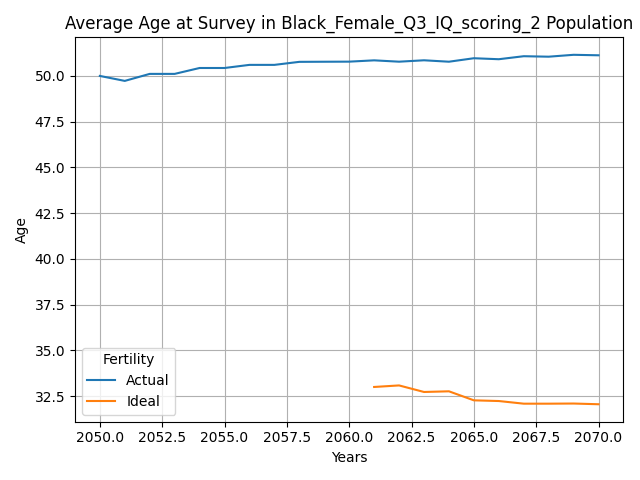 Average Age at Survey in Black_Female_Q3_IQ_scoring_2 Population
50.0
47.5
45.0
42.5
40.0
37.5
35.0
32.5
Age
Fertility
Actual
Ideal
2050.0 2052.5 2055.0 2057.5 2060.0 2062.5 2065.0 2067.5 2070.0
Years